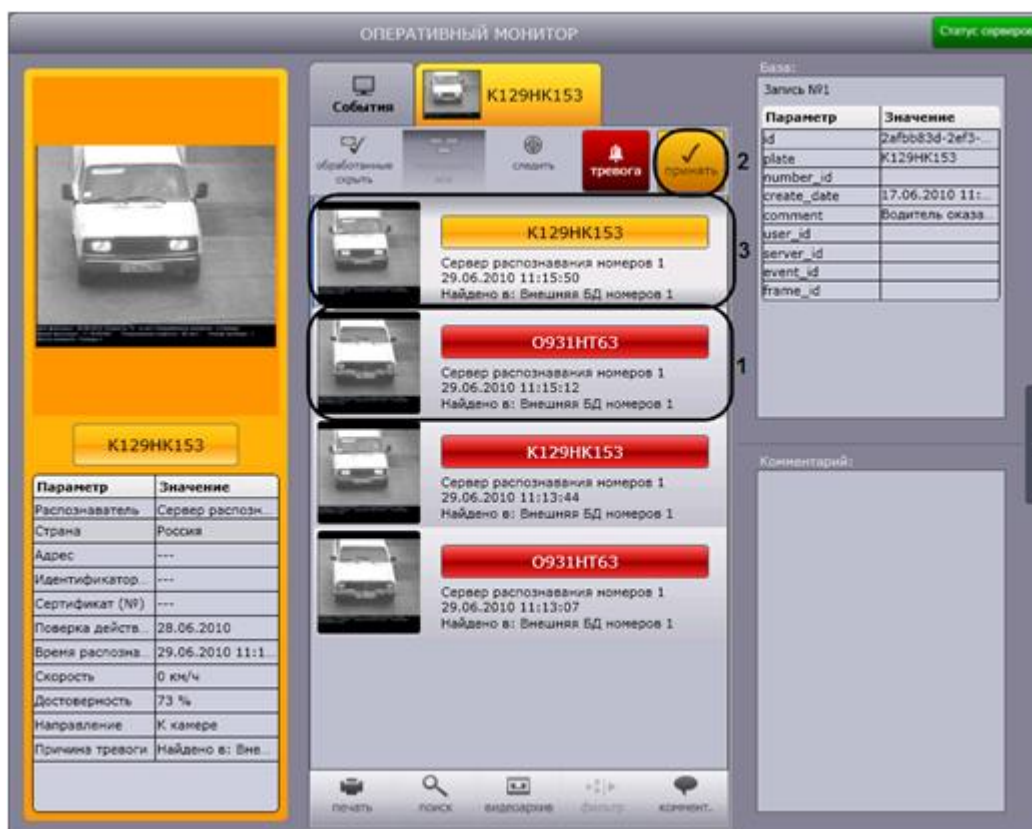 ОПЕРАТИВНЫЙ МОНИТОР
Статус серверов
К129НК153
Параметр Значение
Распознаватель Сервер распозн...
Страна Россия
Адрес ---
Идентификатор... ---
Сертификат (№) ---
Поверка действ... 28.06.2010
Время распозна... 29.06.2010 11:1...
Скорость 0 км/ч
Достоверность 73 %
Направление К камере
Причина тревоги Найдено в: Вне...
События
К129НК153
обработанные
скрыть
все
следить
тревога
принять
2
К129НК153
Сервер распознавания номеров 1
29.06.2010 11:15:50
Найдено в: Внешняя БД номеров 1
3
О931НТ63
Сервер распознавания номеров 1
29.06.2010 11:15:12
Найдено в: Внешняя БД номеров 1
1
К129НК153
Сервер распознавания номеров 1
29.06.2010 11:13:44
Найдено в: Внешняя БД номеров 1
О931НТ63
Сервер распознавания номеров 1
29.06.2010 11:13:07
Найдено в: Внешняя БД номеров 1
печать
поиск
видеоархив
фильтр
коммент.
База:
Запись №1
Параметр Значение
id 2afbb83d-2ef3-...
plate К129НК153
number_id
create_date 17.06.2010 11:...
comment Водитель оказа...
user_id
server_id
event_id
frame_id
Комментарий: